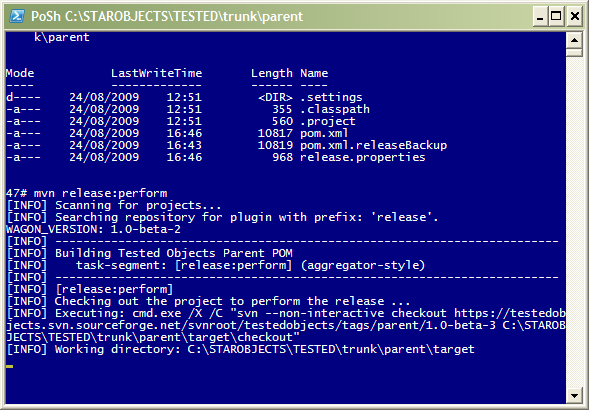 PoSh C:\STAROBJECTS\TESTED\trunk\parent
k\parent
Mode                LastWriteTime     Length Name
----                -------------     ------ ----
d----        24/08/2009     12:51      <DIR> .settings
-a---        24/08/2009     12:51        355 .classpath
-a---        24/08/2009     12:51        560 .project
-a---        24/08/2009     16:46      10817 pom.xml
-a---        24/08/2009     16:43      10819 pom.xml.releaseBackup
-a---        24/08/2009     16:46        968 release.properties
47# mvn release:perform
[INFO] Scanning for projects...
[INFO] Searching repository for plugin with prefix: 'release'.
WAGON_VERSION: 1.0-beta-2
[INFO] ------------------------------------------------------------------------
[INFO] Building Tested Objects Parent POM
[INFO]    task-segment: [release:perform] (aggregator-style)
[INFO] ------------------------------------------------------------------------
[INFO] [release:perform]
[INFO] Checking out the project to perform the release ...
[INFO] Executing: cmd.exe /X /C "svn --non-interactive checkout https://testedob
jects.svn.sourceforge.net/svnroot/testedobjects/tags/parent/1.0-beta-3 C:\STAROB
JECTS\TESTED\trunk\parent\target\checkout"
[INFO] Working directory: C:\STAROBJECTS\TESTED\trunk\parent\target